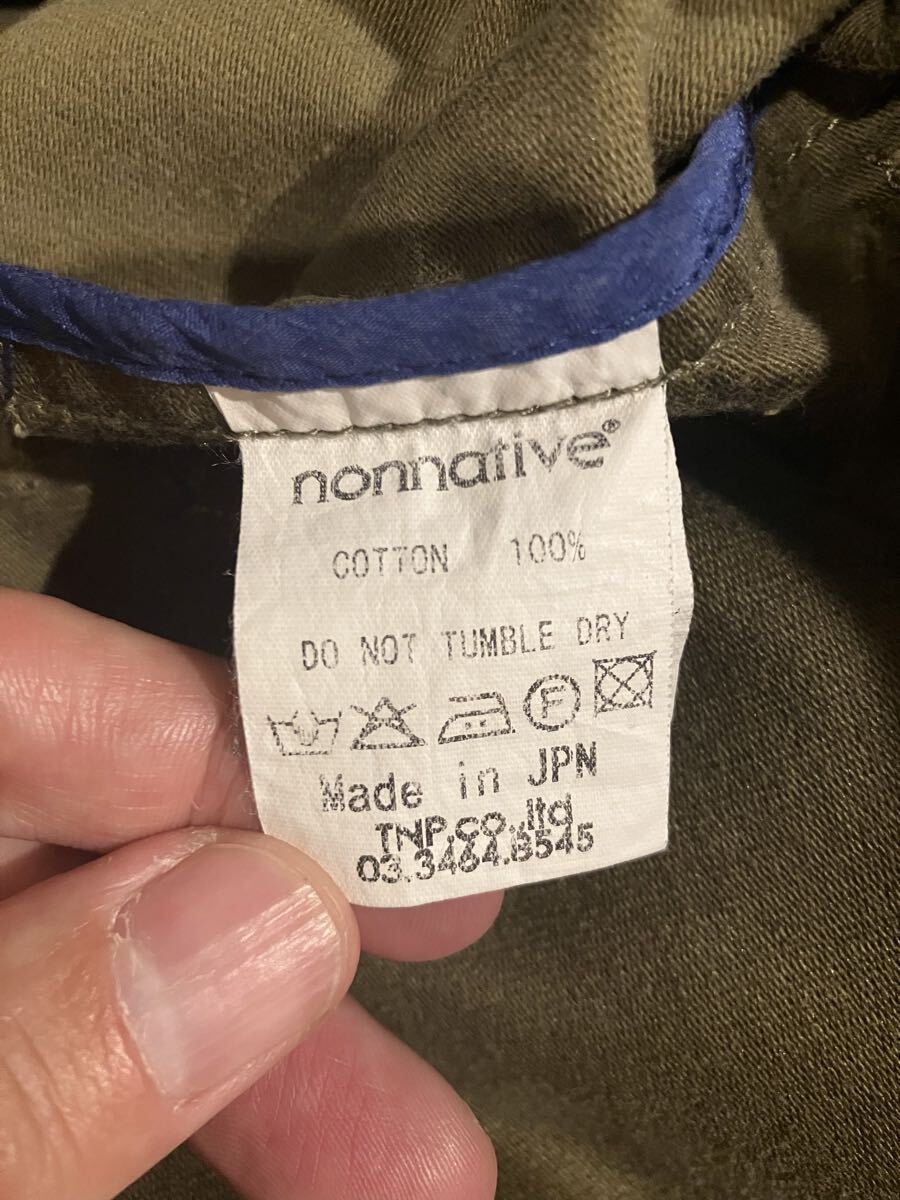 nonnative®
COTTON 100%
DO NOT TUMBLE DRY
F
Made in JPN
TNP.co.,ltd
03.3464.8545